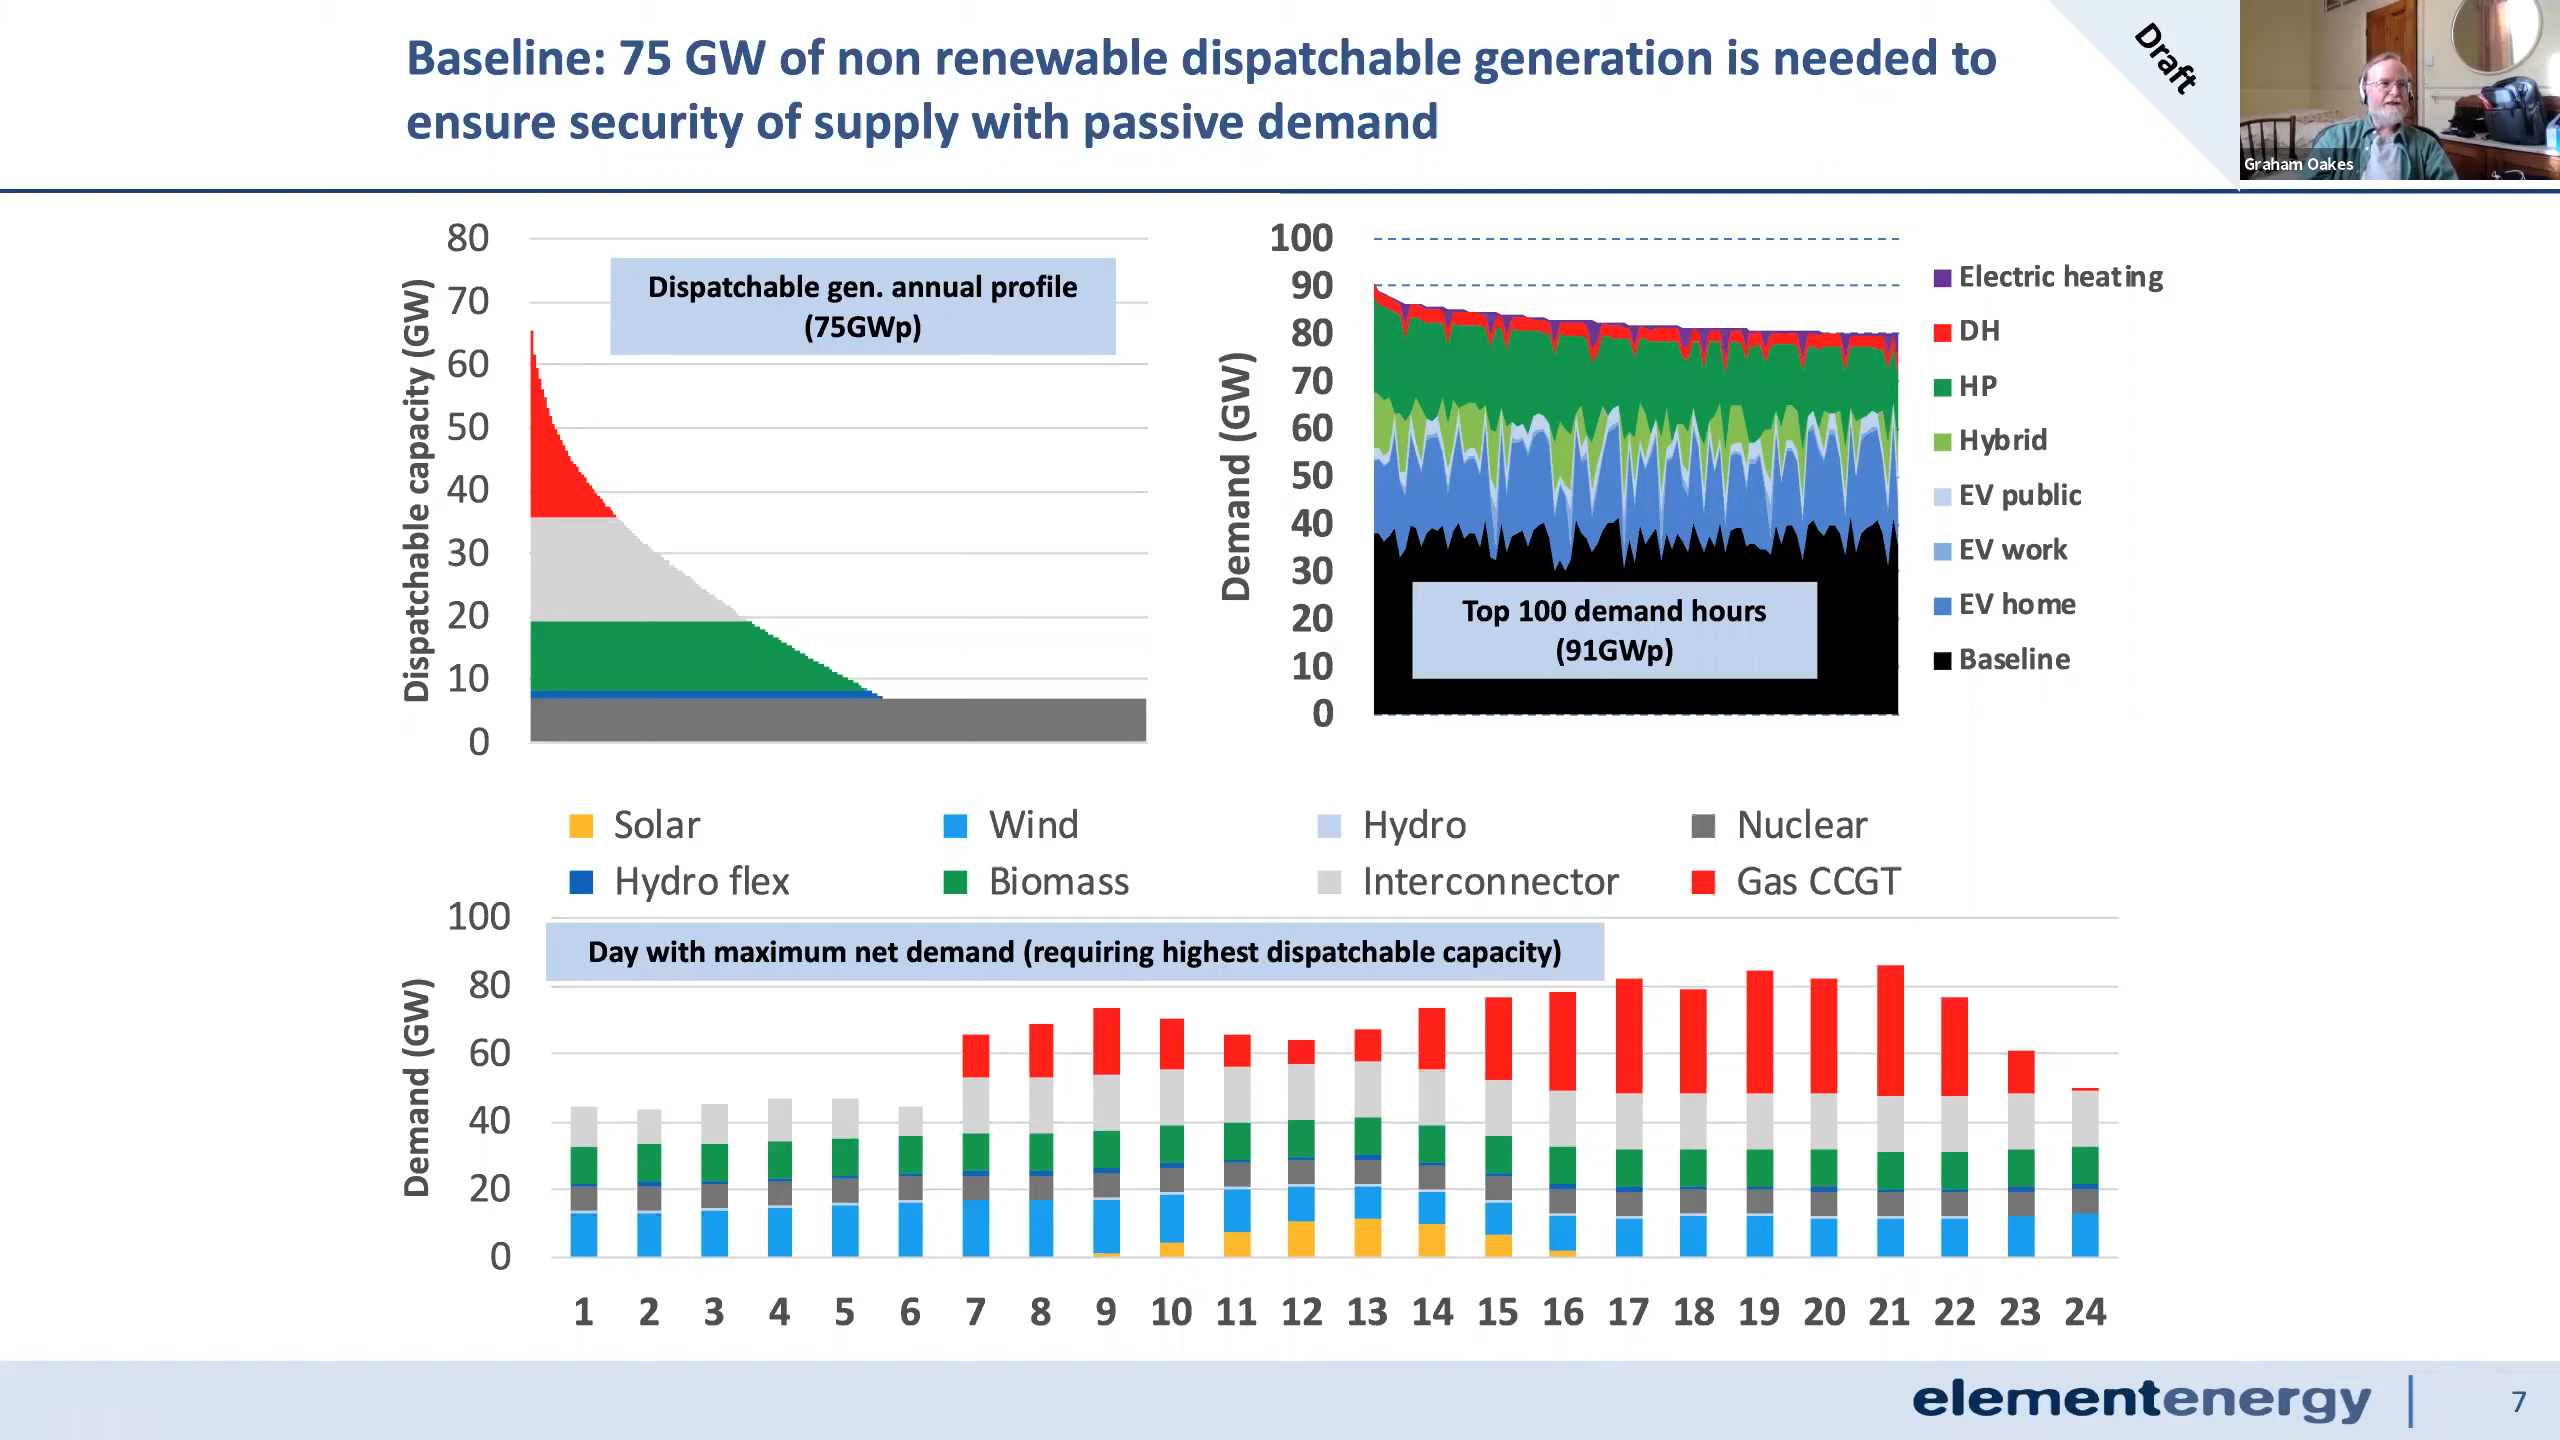 Baseline: 75 GW of non renewable dispatchable generation is needed to
ensure security of supply with passive demand
Draft
Graham Oakes
Dispatchable capacity (GW)
80
70
60
50
40
30
20
10
0
Dispatchable gen. annual profile
(75GWp)
Demand (GW)
100
90
80
70
60
50
40
30
20
10
0
Top 100 demand hours
(91GWp)
Electric heating
DH
HP
Hybrid
EV public
EV work
EV home
Baseline
Solar Wind Hydro Nuclear
Hydro flex Biomass Interconnector Gas CCGT
Demand (GW)
100
80
60
40
20
0
Day with maximum net demand (requiring highest dispatchable capacity)
1 2 3 4 5 6 7 8 9 10 11 12 13 14 15 16 17 18 19 20 21 22 23 24
elementenergy
7